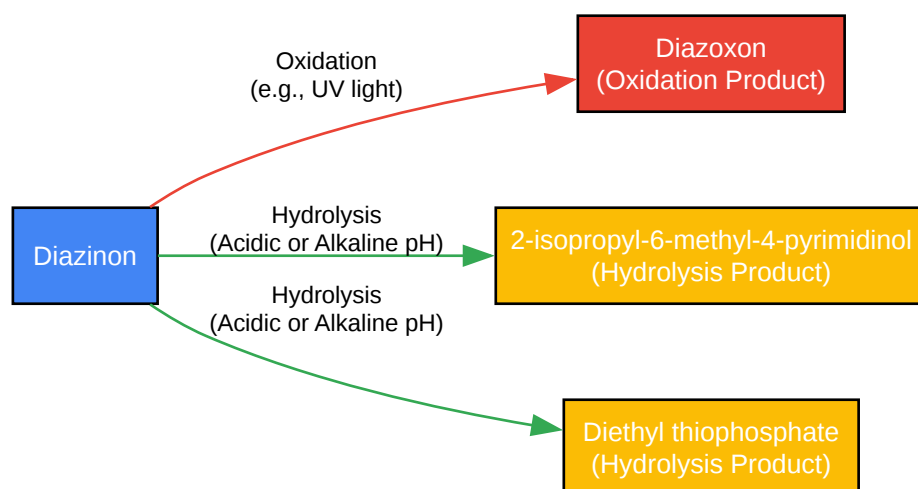 Oxidation
(e.g., UV light)
Diazoxon
(Oxidation Product)
Diazinon
Hydrolysis
(Acidic or Alkaline pH)
2-isopropyl-6-methyl-4-pyrimidinol
(Hydrolysis Product)
Hydrolysis
(Acidic or Alkaline pH)
Diethyl thiophosphate
(Hydrolysis Product)